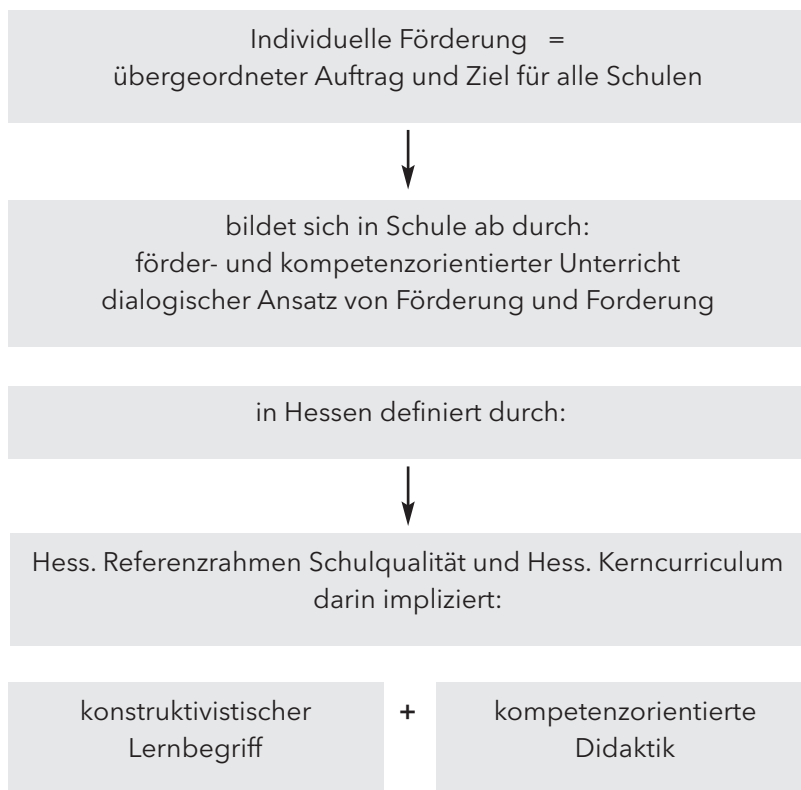 Individuelle Förderung =
übergeordneter Auftrag und Ziel für alle Schulen
bildet sich in Schule ab durch:
förder- und kompetenzorientierter Unterricht
dialogischer Ansatz von Förderung und Forderung
in Hessen definiert durch:
Hess. Referenzrahmen Schulqualität und Hess. Kerncurriculum
darin impliziert:
konstruktivistischer
Lernbegriff
+
kompetenzorientierte
Didaktik